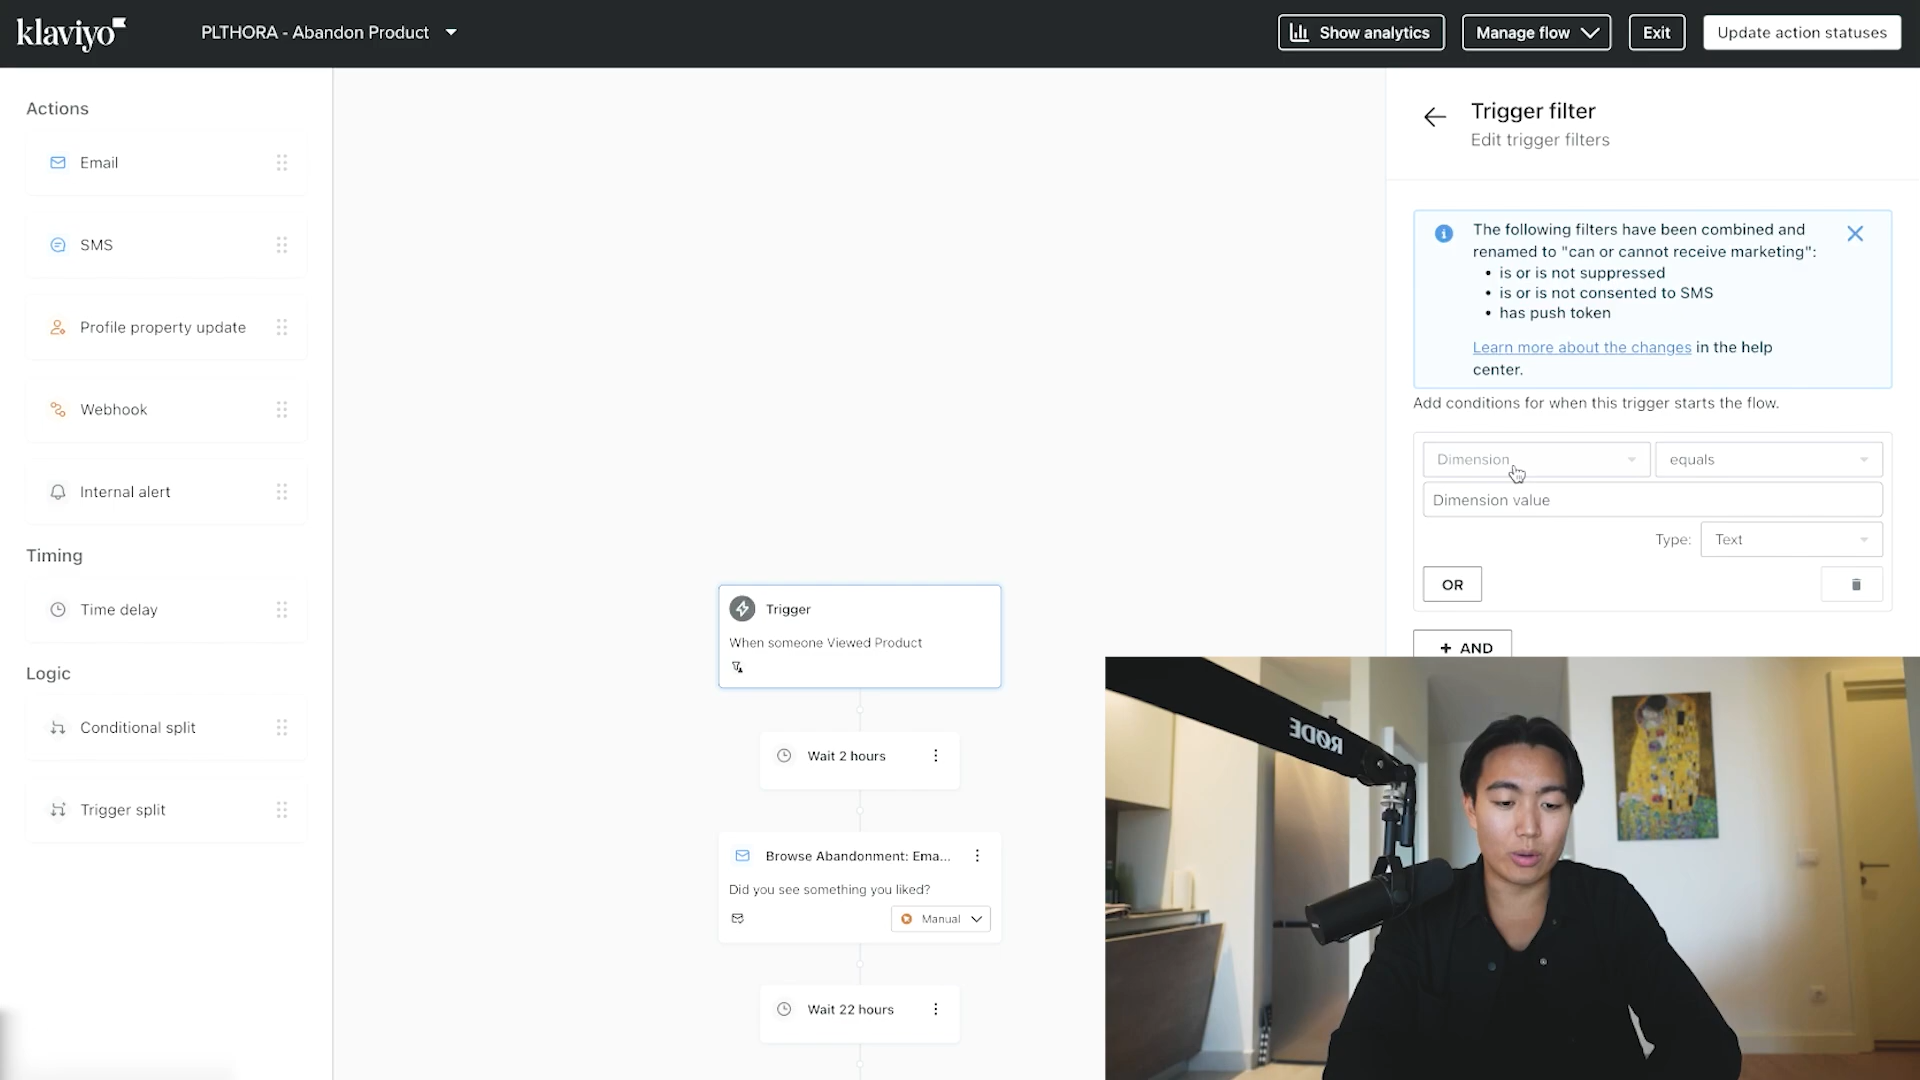 klaviyo
PLTHORA - Abandon Product
Show analytics
Manage flow
Exit
Update action statuses
Actions
Email
SMS
Profile property update
Webhook
Internal alert
Timing
Time delay
Logic
Conditional split
Trigger split
Trigger
When someone Viewed Product
Wait 2 hours
Browse Abandonment: Ema...
Did you see something you liked?
Manual
Wait 22 hours
Trigger filter
Edit trigger filters
The following filters have been combined and
renamed to "can or cannot receive marketing":
• is or is not suppressed
• is or is not consented to SMS
• has push token
Learn more about the changes in the help
center.
Add conditions for when this trigger starts the flow.
Dimension
equals
Dimension value
Type: Text
OR
+ AND
RØDE